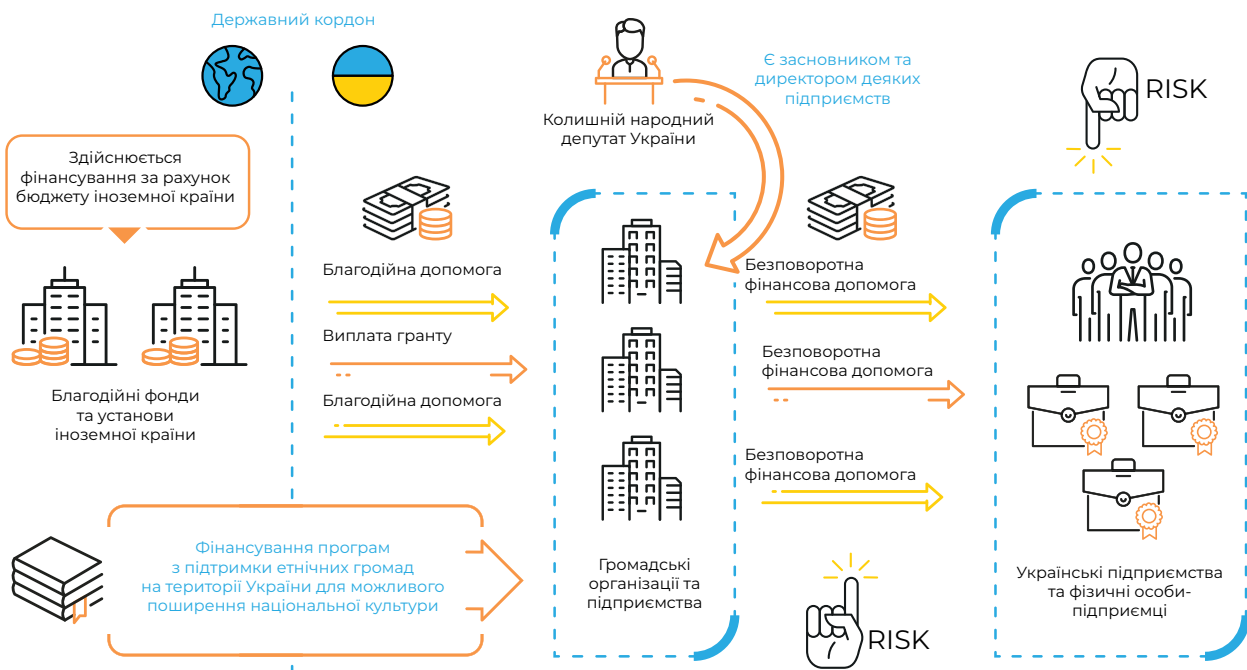 Державний кордон
Здійснюється
фінансування за рахунок
бюджету іноземної країни
Благодійні фонди
та установи
іноземної країни
Благодійна допомога
Виплата гранту
Благодійна допомога
Фінансування програм
з підтримки етнічних громад
на території України для можливого
поширення національної культури
Колишній народний
депутат України
Є засновником та
директором деяких
підприємств
Громадські
організації та
підприємства
Безповоротна
фінансова допомога
Безповоротна
фінансова допомога
Безповоротна
фінансова допомога
RISK
RISK
Українські підприємства
та фізичні особи-
підприємці